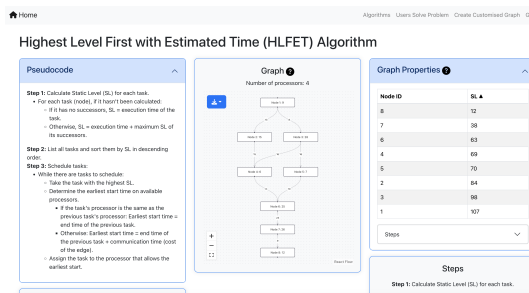 Home
Algorithms Users Solve Problem Create Customised Graph
Highest Level First with Estimated Time (HLFET) Algorithm
Pseudocode
Step 1: Calculate Static Level (SL) for each task.
• For each task (node), if it hasn't been calculated:
◦ If it has no successors, SL = execution time of the
task.
◦ Otherwise, SL = execution time + maximum SL of
its successors.
Step 2: List all tasks and sort them by SL in descending
order.
Step 3: Schedule tasks:
• While there are tasks to schedule:
◦ Take the task with the highest SL.
◦ Determine the earliest start time on available
processors.
▪ If the task's processor is the same as the
previous task's processor: Earliest start time =
end time of the previous task.
▪ Otherwise: Earliest start time = end time of
the previous task + communication time (cost
of the edge).
◦ Assign the task to the processor that allows the
earliest start.
Graph ?
Number of processors: 4
React Flow
Graph Properties ?
Node ID SL ▲
8 12
7 38
6 63
4 69
5 70
2 84
3 98
1 107
Steps
Steps
Step 1: Calculate Static Level (SL) for each task.